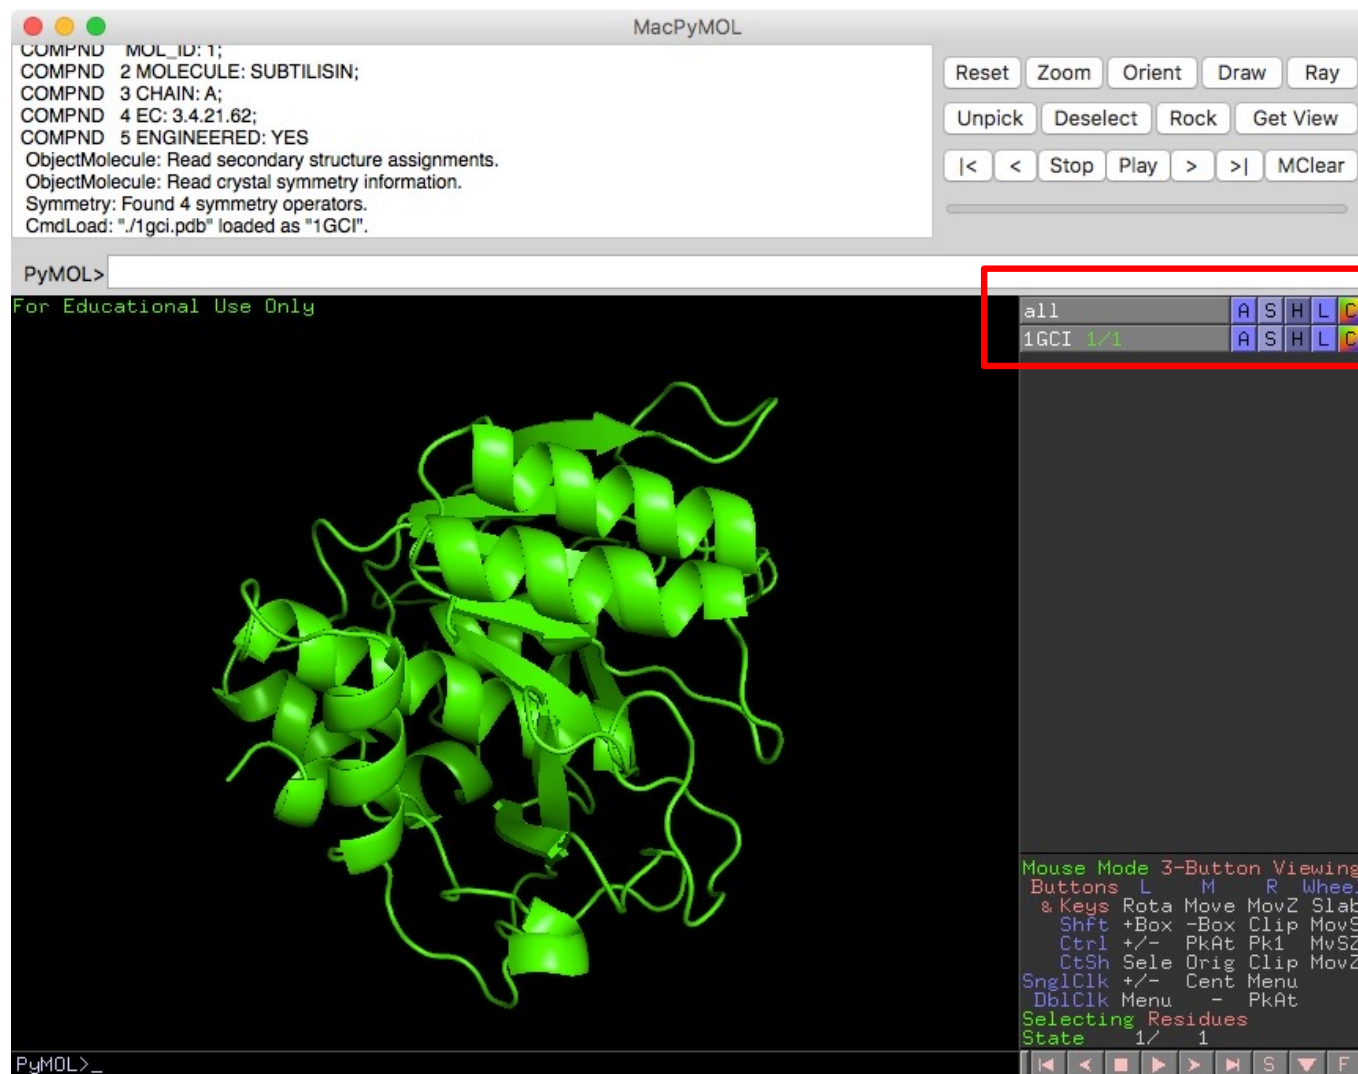 MacPyMOL
COMPND MOL_ID: 1;
COMPND 2 MOLECULE: SUBTILISIN;
COMPND 3 CHAIN: A;
COMPND 4 EC: 3.4.21.62;
COMPND 5 ENGINEERED: YES
ObjectMolecule: Read secondary structure assignments.
ObjectMolecule: Read crystal symmetry information.
Symmetry: Found 4 symmetry operators.
CmdLoad: "./1gci.pdb" loaded as "1GCI".
Reset Zoom Orient Draw Ray
Unpick Deselect Rock Get View
|< < Stop Play > >| MClear
PyMOL>
For Educational Use Only
all A S H L C
1GCI 1/1 A S H L C
Mouse Mode 3-Button Viewing
Buttons L M R Wheel
& Keys Rota Move MovZ Slab
Shft +Box -Box Clip MovS
Ctrl +/- PkAt Pk1 MvSZ
CtSh Sele Orig Clip MovZ
SnglClk +/- Cent Menu
DblClk Menu - PkAt
Selecting Residues
State 1/ 1
PyMOL>_
S F